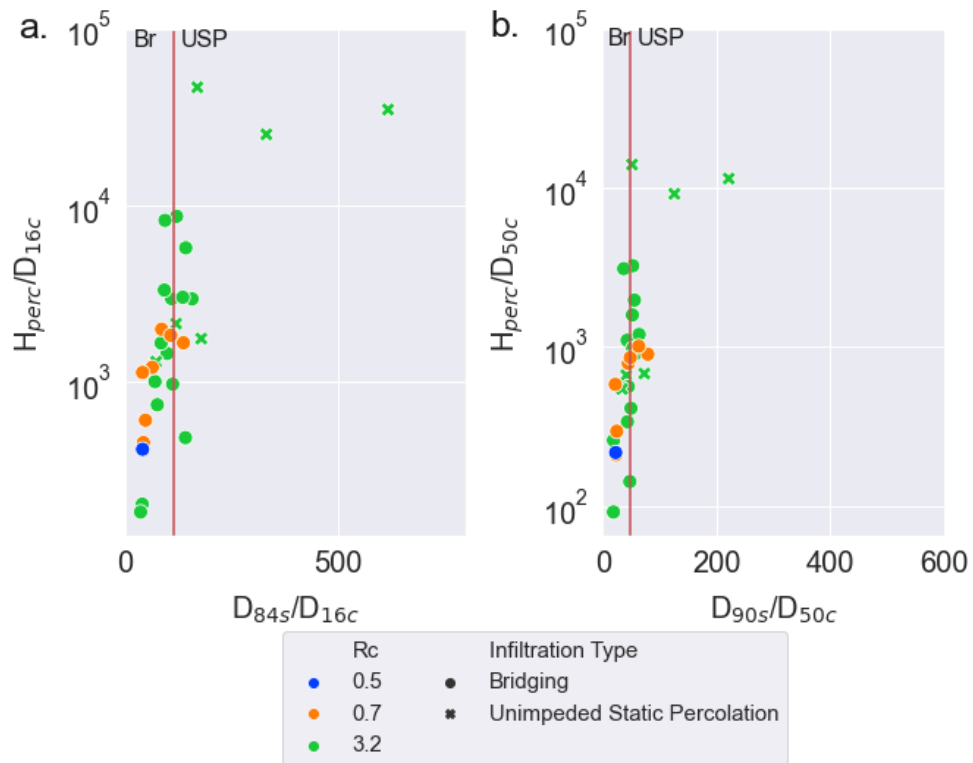 a.
10^5
Br USP
10^4
10^3
H_perc/D_16c
0 500
D_84s/D_16c
b.
10^5
Br USP
10^4
10^3
10^2
H_perc/D_50c
0 200 400 600
D_90s/D_50c
Rc Infiltration Type
0.5 Bridging
0.7 Unimpeded Static Percolation
3.2